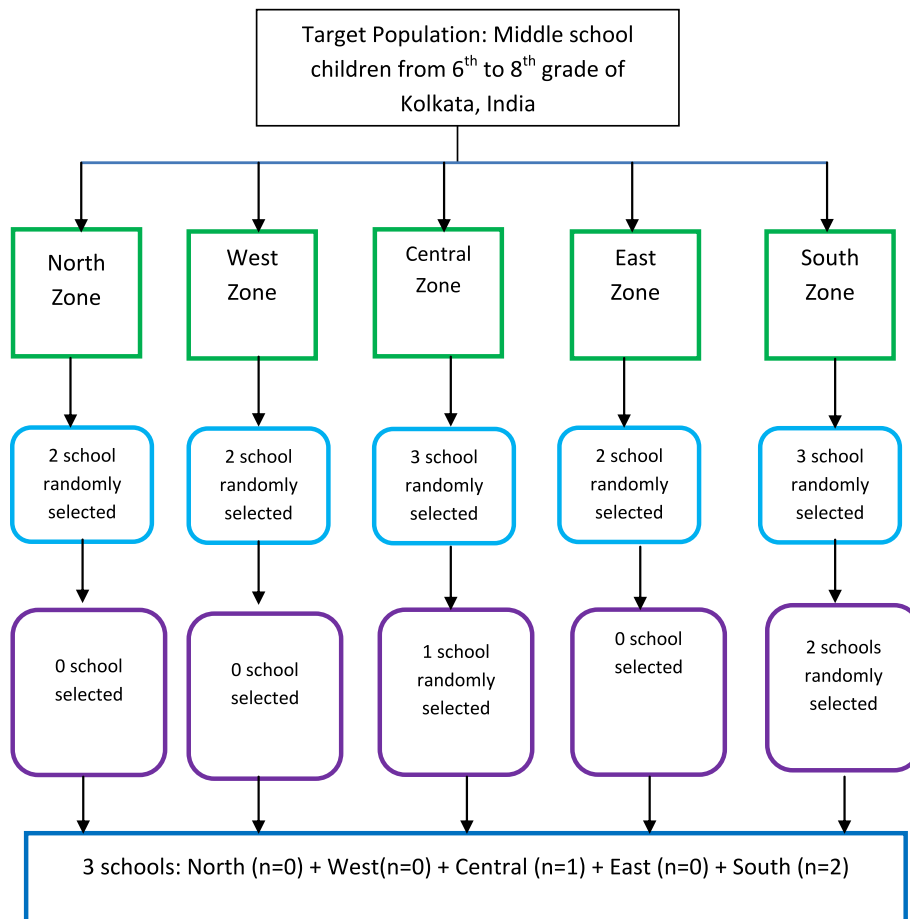 Target Population: Middle school
children from 6th to 8th grade of
Kolkata, India
North
Zone
West
Zone
Central
Zone
East
Zone
South
Zone
2 school
randomly
selected
2 school
randomly
selected
3 school
randomly
selected
2 school
randomly
selected
3 school
randomly
selected
0 school
selected
0 school
selected
1 school
randomly
selected
0 school
selected
2 schools
randomly
selected
3 schools: North (n=0) + West(n=0) + Central (n=1) + East (n=0) + South (n=2)